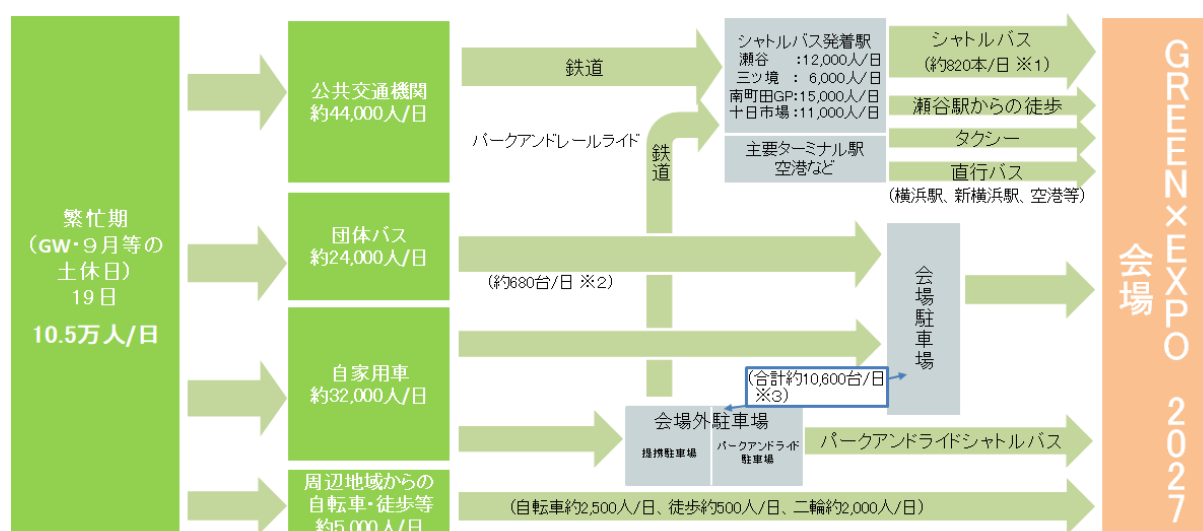 繁忙期
(GW・9月等の
土休日)
19日
10.5万人/日
公共交通機関
約44,000人/日
団体バス
約24,000人/日
自家用車
約32,000人/日
周辺地域からの
自転車・徒歩等
約5,000人/日
鉄道
パークアンドレールライド
鉄道
シャトルバス発着駅
瀬谷 :12,000人/日
三ツ境 : 6,000人/日
南町田GP:15,000人/日
十日市場:11,000人/日
主要ターミナル駅
空港など
シャトルバス
(約820本/日 ※1)
瀬谷駅からの徒歩
タクシー
直行バス
(横浜駅、新横浜駅、空港等)
(約680台/日 ※2)
会場駐車場
(合計約10,600台/日
※3)
会場外駐車場
提携駐車場
パークアンドライド
駐車場
パークアンドライドシャトルバス
(自転車約2,500人/日、徒歩約500人/日、二輪約2,000人/日)
GREEN×EXPO 2027
会場